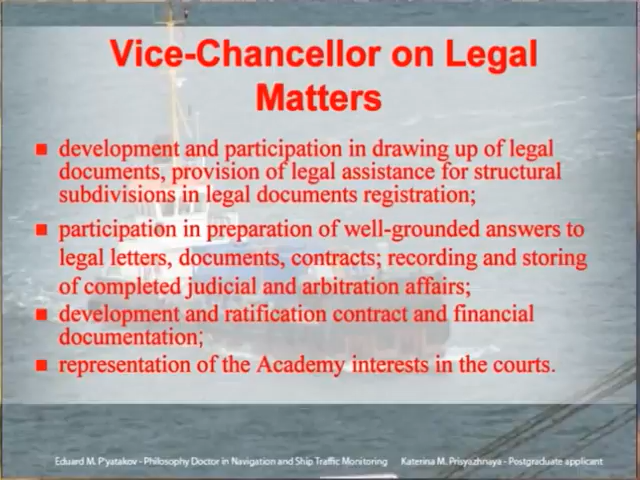 Vice-Chancellor on Legal
Matters
development and participation in drawing up of legal
documents, provision of legal assistance for structural
subdivisions in legal documents registration;
participation in preparation of well-grounded answers to
legal letters, documents, contracts; recording and storing
of completed judicial and arbitration affairs;
development and ratification contract and financial
documentation;
representation of the Academy interests in the courts.
Eduard M. P'yatakov - Philosophy Doctor in Navigation and Ship Traffic Monitoring Katerina M. Prisyazhnaya - Postgraduate applicant